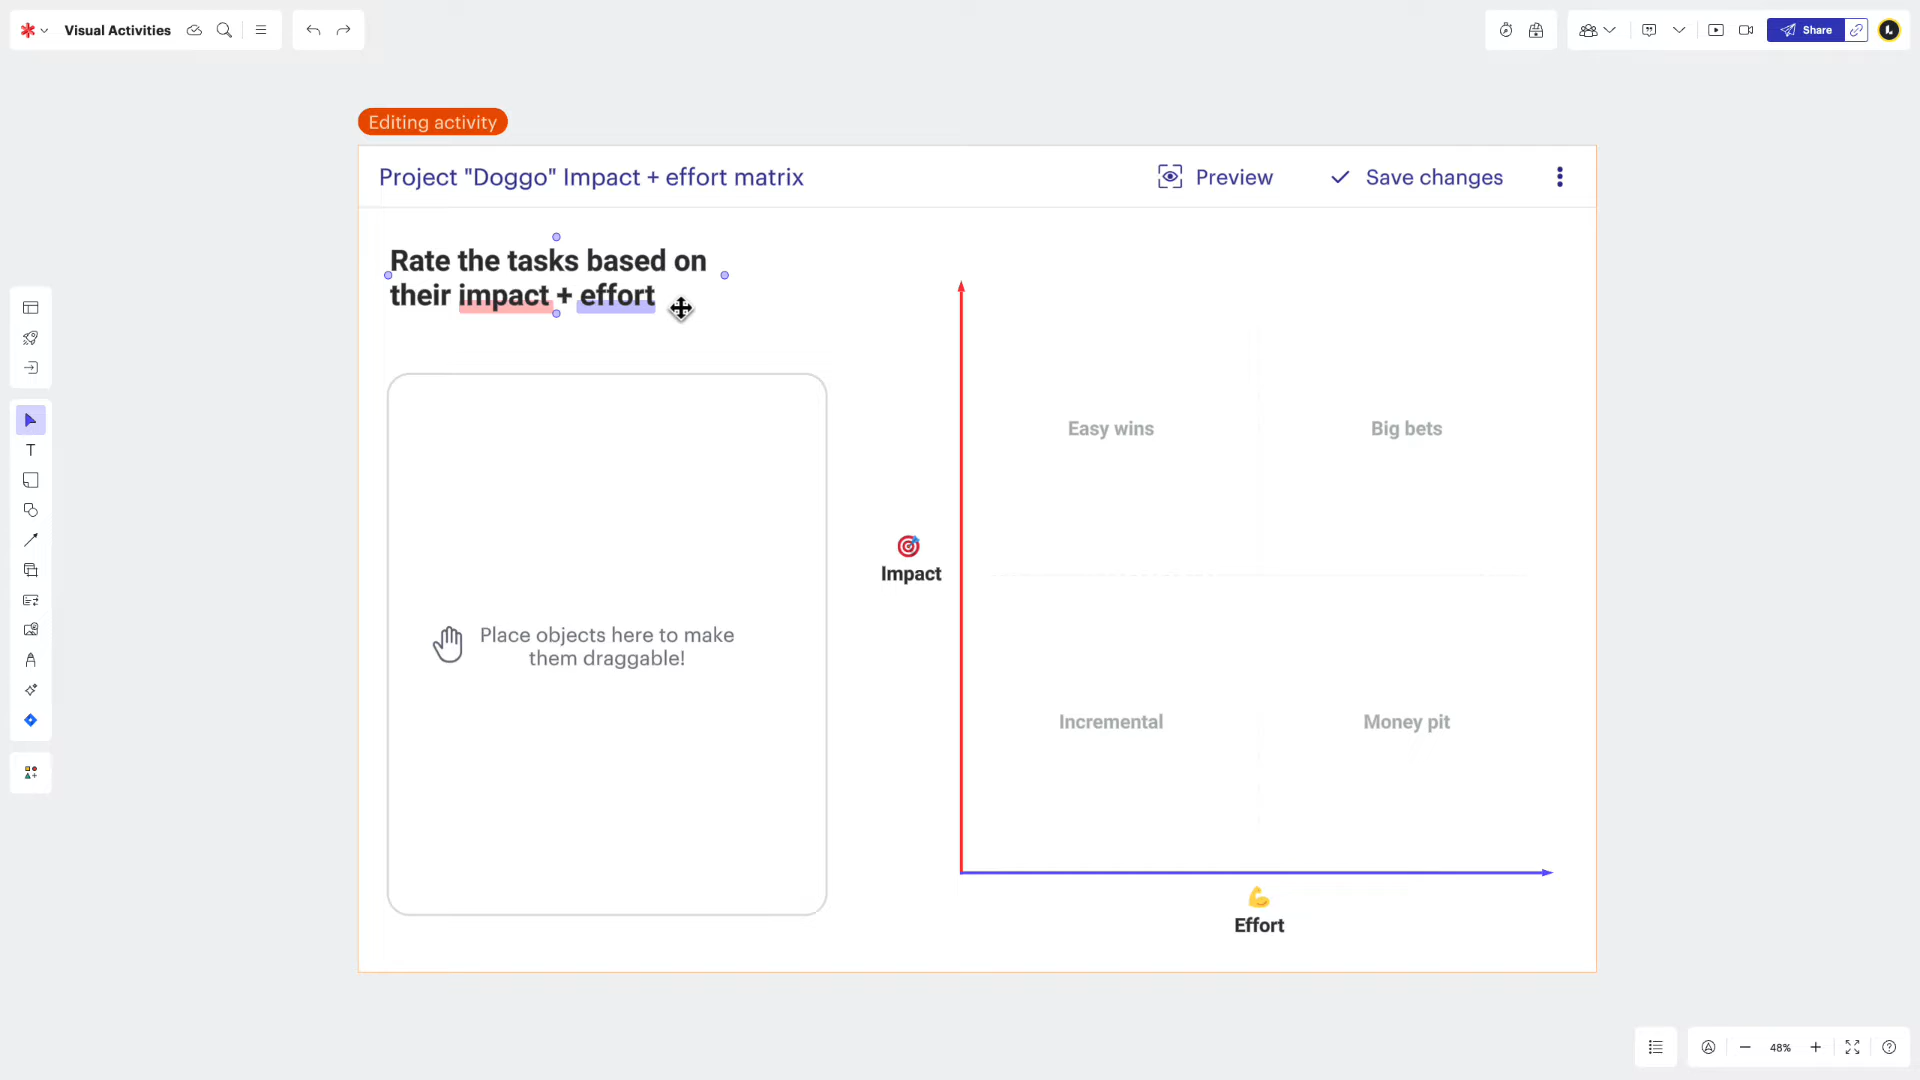 Visual Activities
Share
Editing activity
Project "Doggo" Impact + effort matrix
Preview
Save changes
Rate the tasks based on
their impact + effort
Easy wins
Big bets
Impact
Place objects here to make
them draggable!
Incremental
Money pit
Effort
48%